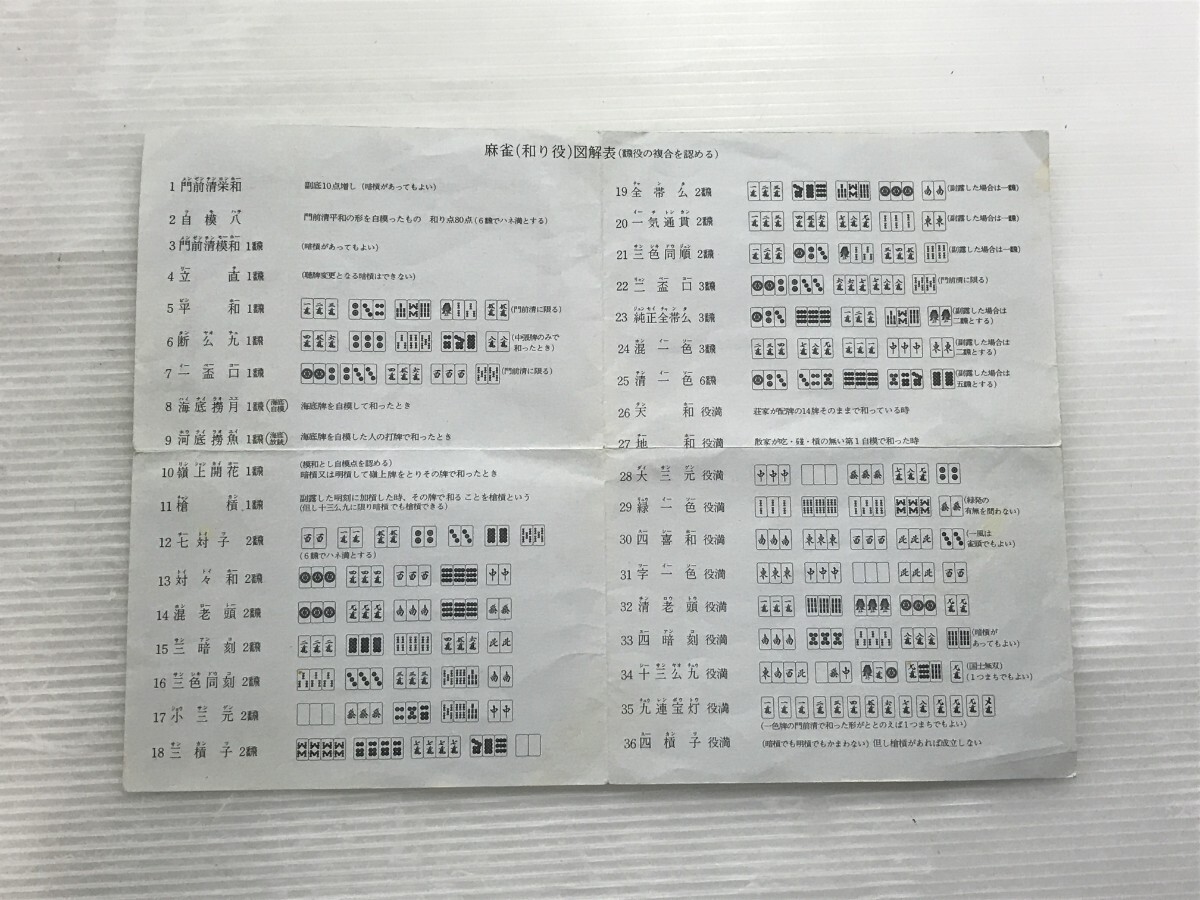 麻雀(和り役)図解表(飜役の複合を認める)
1 門前清栄和 副底10点増し(暗槓があってもよい)
2 自摸八 門前清平和の形を自摸ったもの 和り点80点(6飜でハネ満とする)
3 門前清模和 1飜 (暗槓があってもよい)
4 立直 1飜 (聴牌変更となる暗槓はできない)
5 平和 1飜 (門前清に限る)
6 断么九 1飜 (中張牌のみで
和ったとき)
7 一盃口 1飜 (門前清に限る)
8 海底撈月 1飜(海底自模) 海底牌を自模して和ったとき
9 河底撈魚 1飜(海底放銃) 海底牌を自模した人の打牌で和ったとき
10 嶺上開花 1飜 (模和とし自模点を認める)
暗槓又は明槓して嶺上牌をとりその牌で和ったとき
11 槍槓 1飜 副露した明刻に加槓した時、その牌で和ることを槍槓という
(但し十三么九に限り暗槓でも槍槓できる)
12 七対子 2飜
(6飜でハネ満とする)
13 対々和 2飜
14 混老頭 2飜
15 三暗刻 2飜
16 三色同刻 2飜
17 小三元 2飜
18 三槓子 2飜
19 全帯么 2飜 (副露した場合は一飜)
20 一気通貫 2飜 (副露した場合は一飜)
21 三色同順 2飜 (副露した場合は一飜)
22 二盃口 3飜 (門前清に限る)
23 純正全帯么 3飜 (副露した場合は
二飜とする)
24 混一色 3飜 (副露した場合は
二飜とする)
25 清一色 6飜 (副露した場合は
五飜とする)
26 天和 役満 荘家が配牌の14牌そのままで和っている時
27 地和 役満 散家が吃・碰・槓の無い第1自模で和った時
28 大三元 役満
29 緑一色 役満 (緑発の
有無を問わない)
30 四喜和 役満 (一風は
雀頭でもよい)
31 字一色 役満
32 清老頭 役満
33 四暗刻 役満 (暗槓が
あってもよい)
34 十三么九 役満 (国士無双)
(1つまちでもよい)
35 九連宝灯 役満
(一色牌の門前清で和った形がととのえば1つまちでもよい)
36 四槓子 役満 (暗槓でも明槓でもかまわない)但し槍槓があれば成立しない